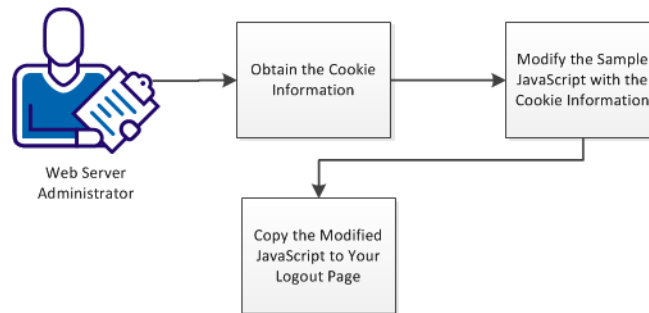 Web Server
Administrator
Obtain the Cookie
Information
Modify the Sample
JavaScript with the
Cookie Information
Copy the Modified
JavaScript to Your
Logout Page